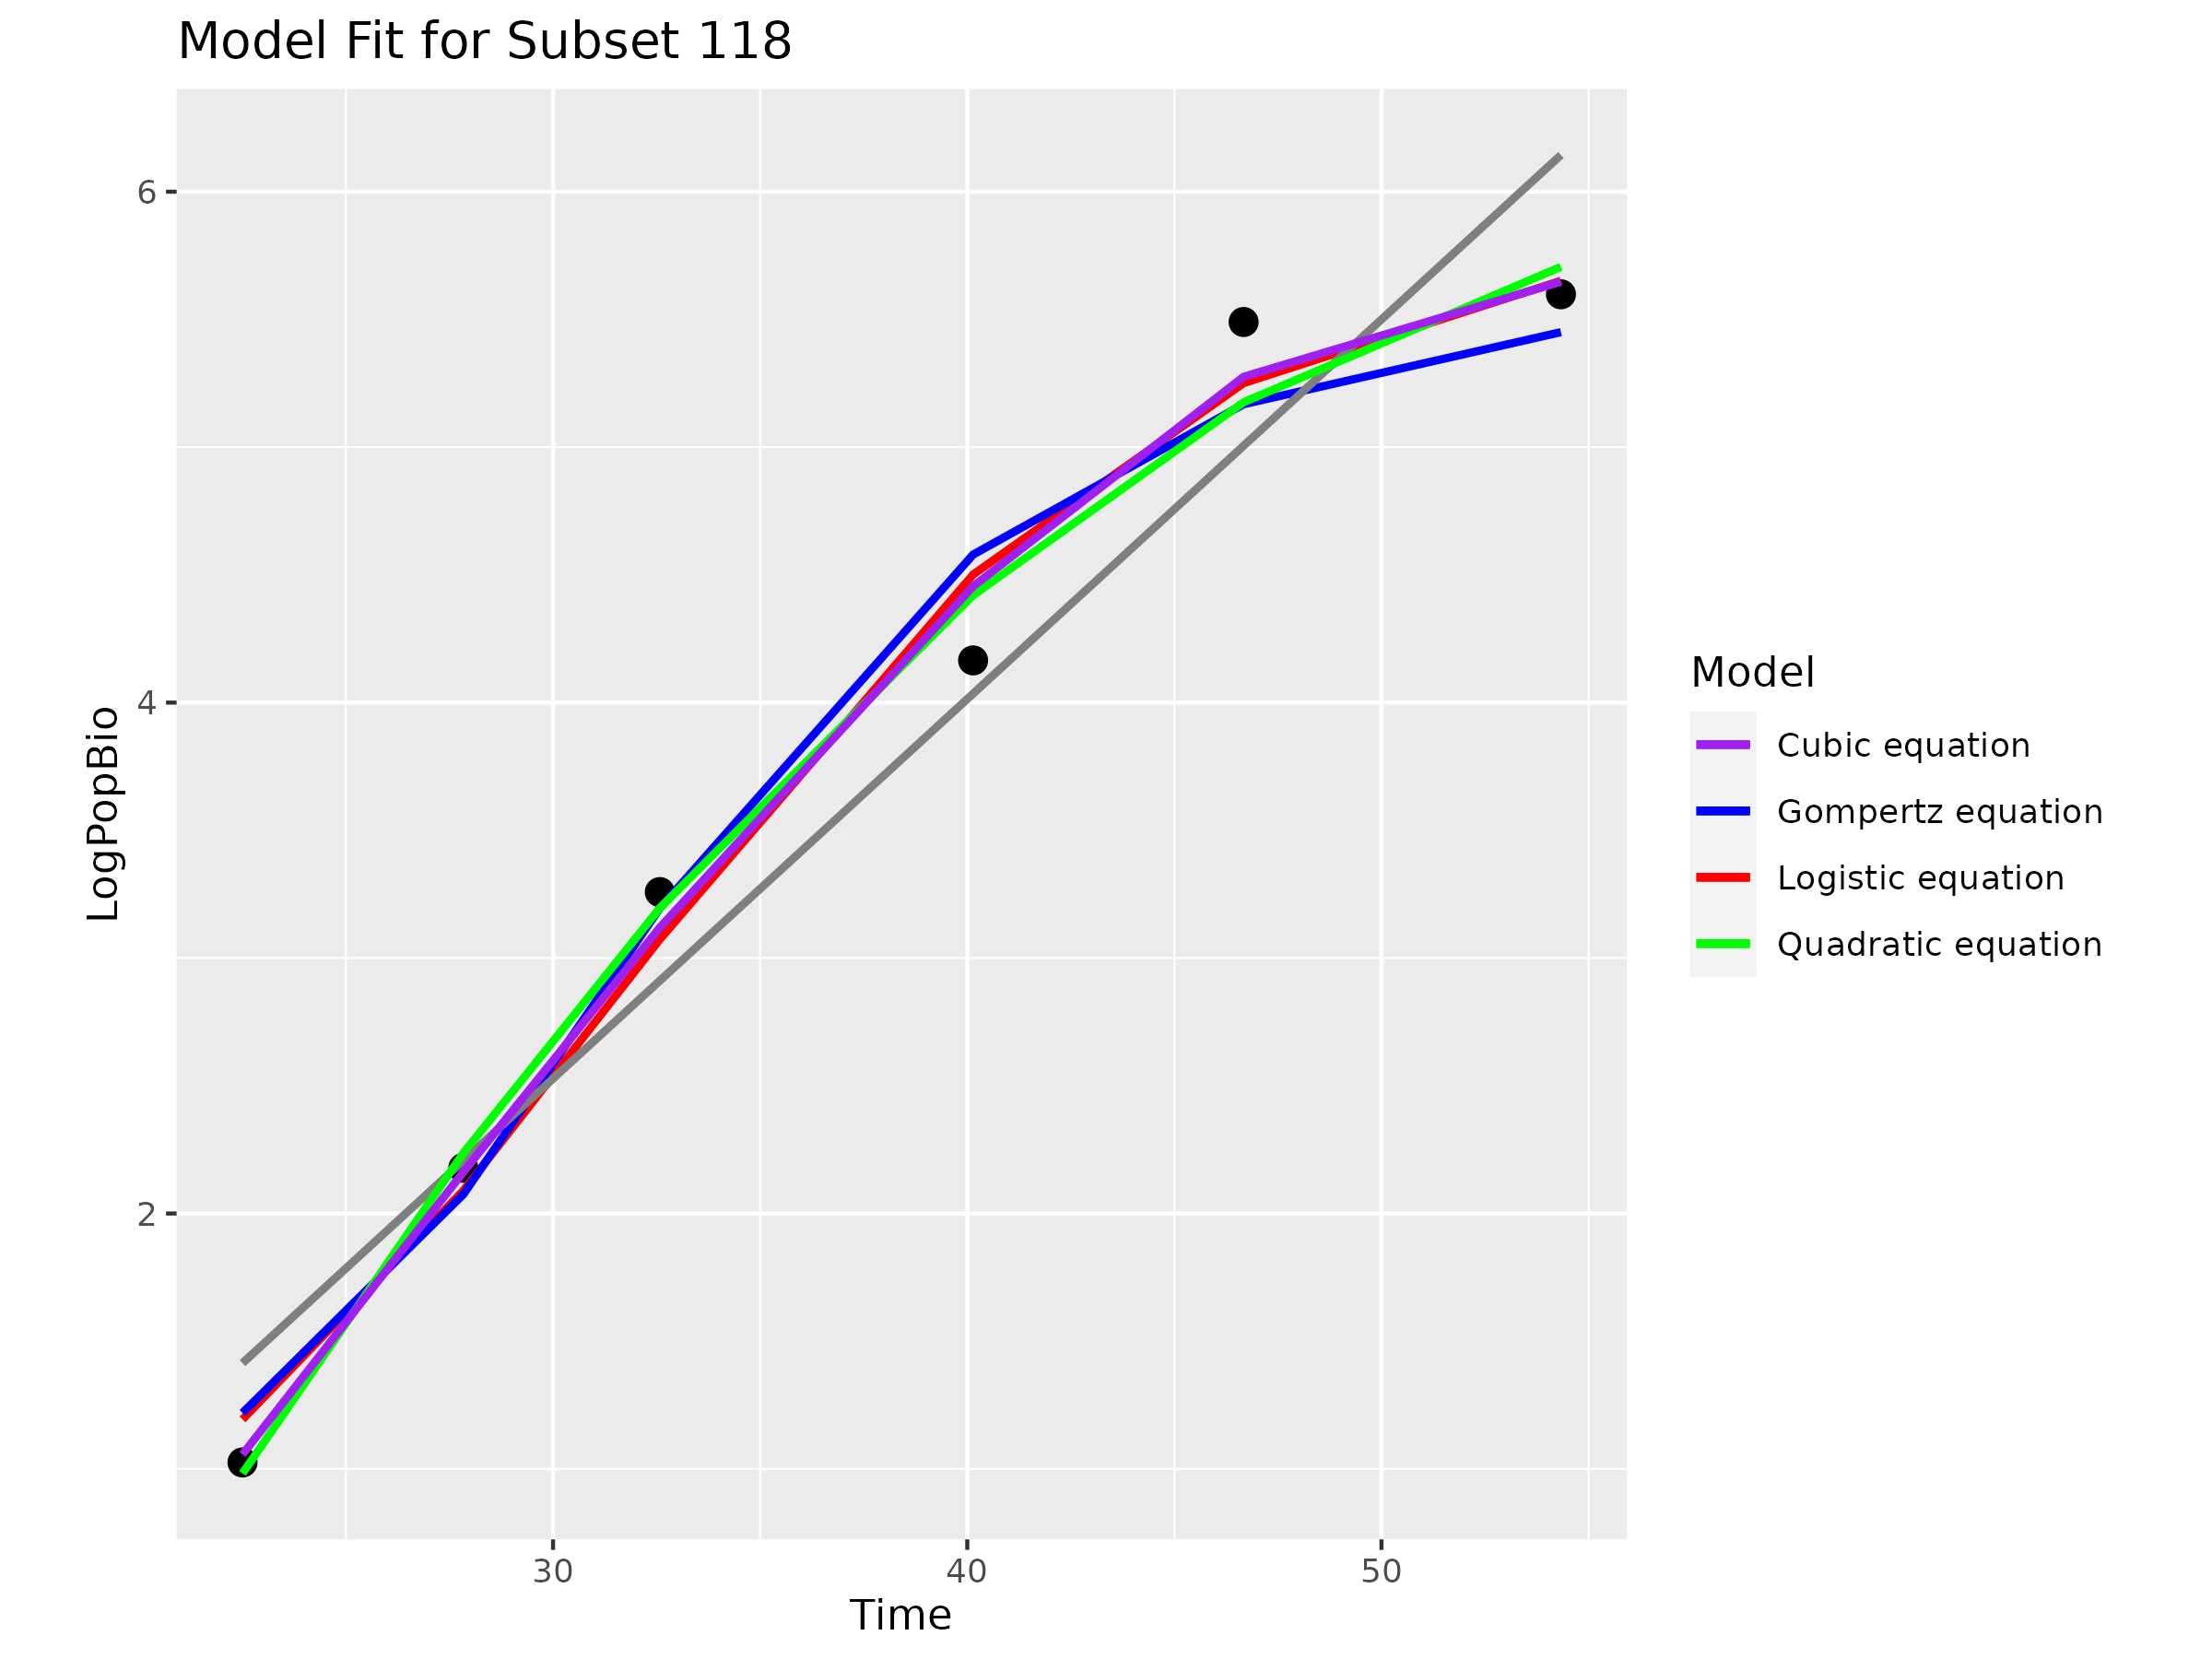 Model Fit for Subset 118
6
4
2
LogPopBio
30 40 50
Time
Model
Cubic equation
Gompertz equation
Logistic equation
Quadratic equation